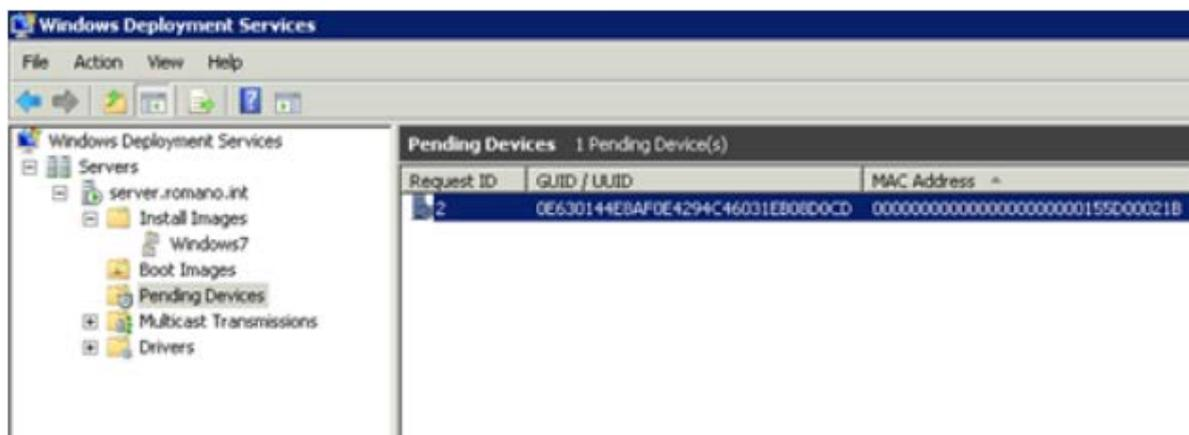 Windows Deployment Services
File Action View Help
Windows Deployment Services
Servers
server.romano.int
Install Images
Windows7
Boot Images
Pending Devices
Multicast Transmissions
Drivers
Pending Devices 1 Pending Device(s)
Request ID GUID / UUID MAC Address
2 0E630144E8AF0E4294C46031EB08D0CD 00000000000000000000000155D00021B